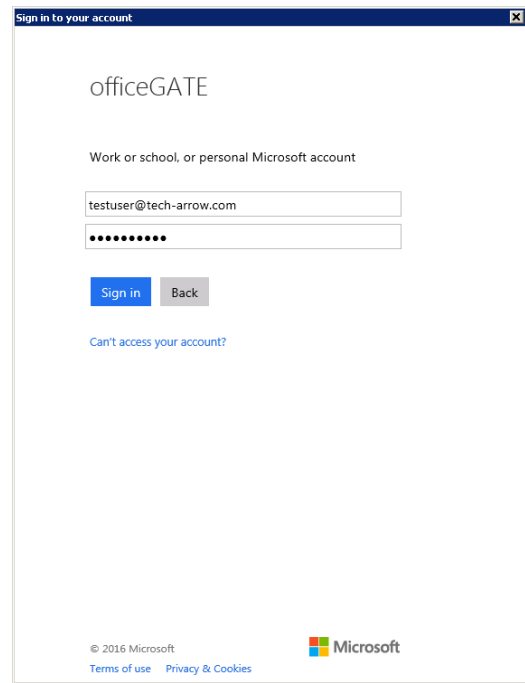 Sign in to your account
officeGATE
Work or school, or personal Microsoft account
testuser@tech-arrow.com
●●●●●●●●●●
Sign in Back
Can't access your account?
© 2016 Microsoft Microsoft
Terms of use Privacy & Cookies